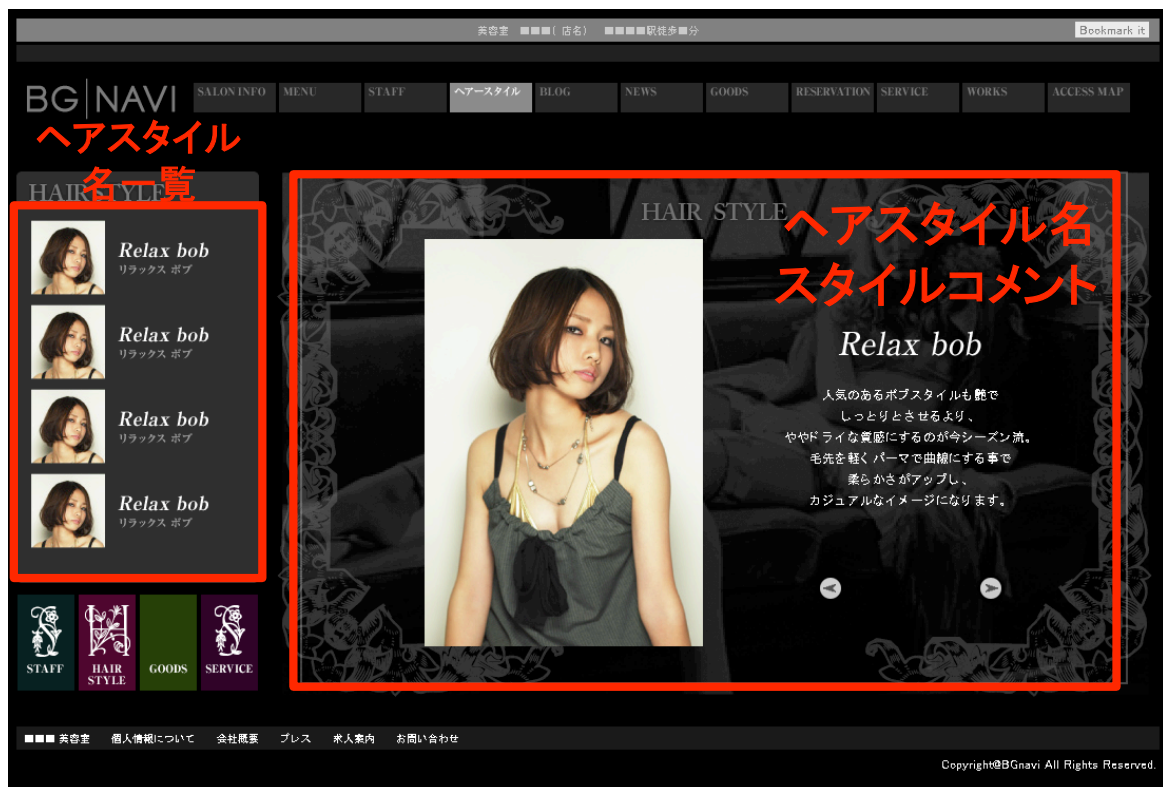 美容室 ■■■( 店名) ■■■■駅徒歩■分
Bookmark it
BG NAVI
SALON INFO
MENU
STAFF
ヘアースタイル
BLOG
NEWS
GOODS
RESERVATION
SERVICE
WORKS
ACCESS MAP
ヘアスタイル
名一覧
HAIR STYLE
Relax bob
リラックス ボブ
Relax bob
リラックス ボブ
Relax bob
リラックス ボブ
Relax bob
リラックス ボブ
HAIR STYLE
ヘアスタイル名
スタイルコメント
Relax bob
人気のあるボブスタイルも艶で
しっとりとさせるより、
ややドライな質感にするのが今シーズン流。
毛先を軽くパーマで曲線にする事で
柔らかさがアップし、
カジュアルなイメージになります。
STAFF
HAIR
STYLE
GOODS
SERVICE
■■■ 美容室 個人情報について 会社概要 プレス 求人案内 お問い合わせ
Copyright@BGnavi All Rights Reserved.